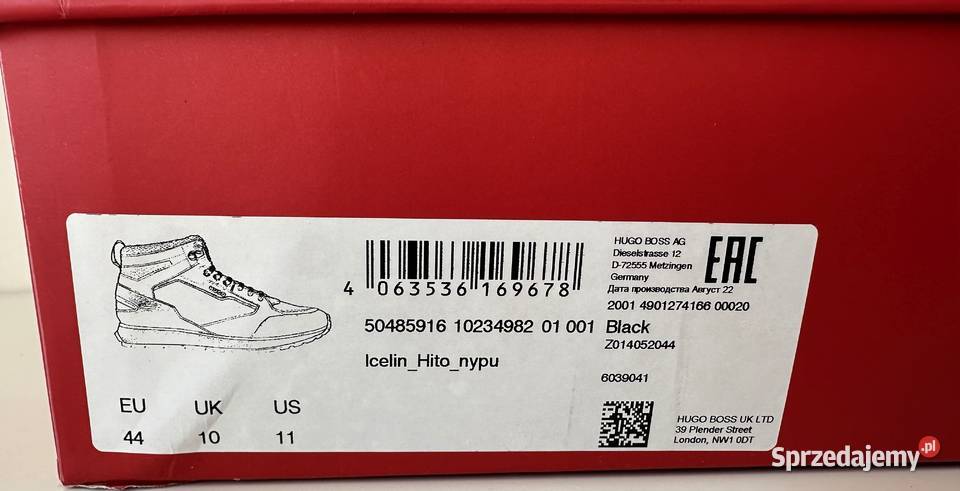 HUGO BOSS AG
Dieselstrasse 12
D-72555 Metzingen
Germany
Дата производства Август 22
EAC
2001 4901274166 00020
4 063536 169678
50485916 10234982 01 001 Black
Z014052044
Icelin_Hito_nypu
6039041
EU UK US
44 10 11
HUGO BOSS UK LTD
39 Plender Street
London, NW1 0DT
Sprzedajemy.pl